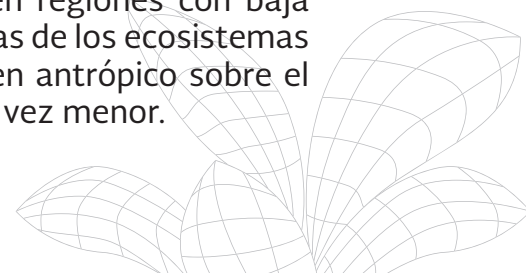 en regiones con baja
as de los ecosistemas
en antrópico sobre el
vez menor.